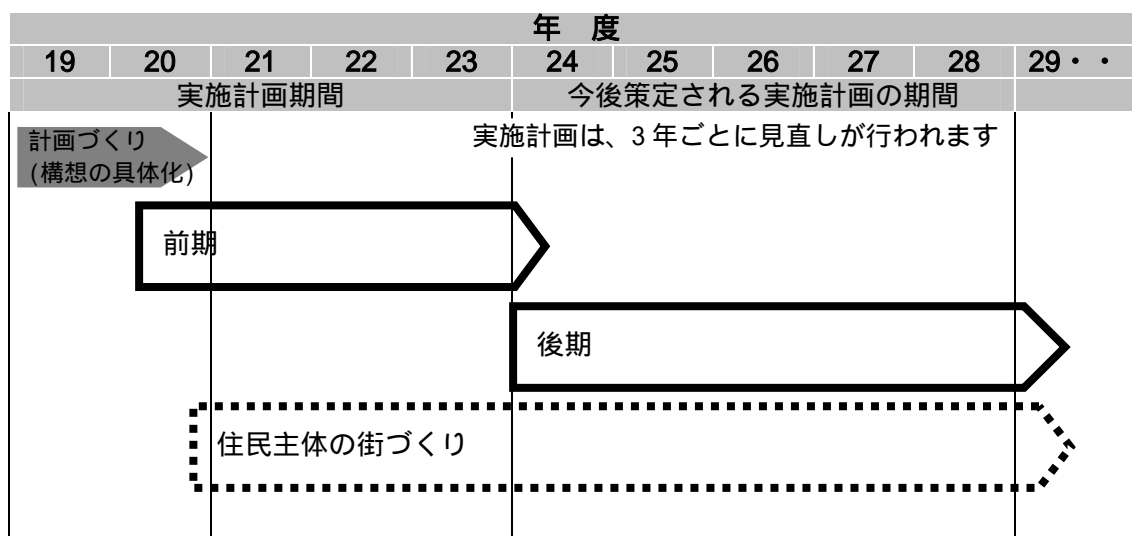 年 度
19 20 21 22 23 24 25 26 27 28 29・・
実施計画期間 今後策定される実施計画の期間
計画づくり
(構想の具体化)
実施計画は、3年ごとに見直しが行われます
前期
後期
住民主体の街づくり